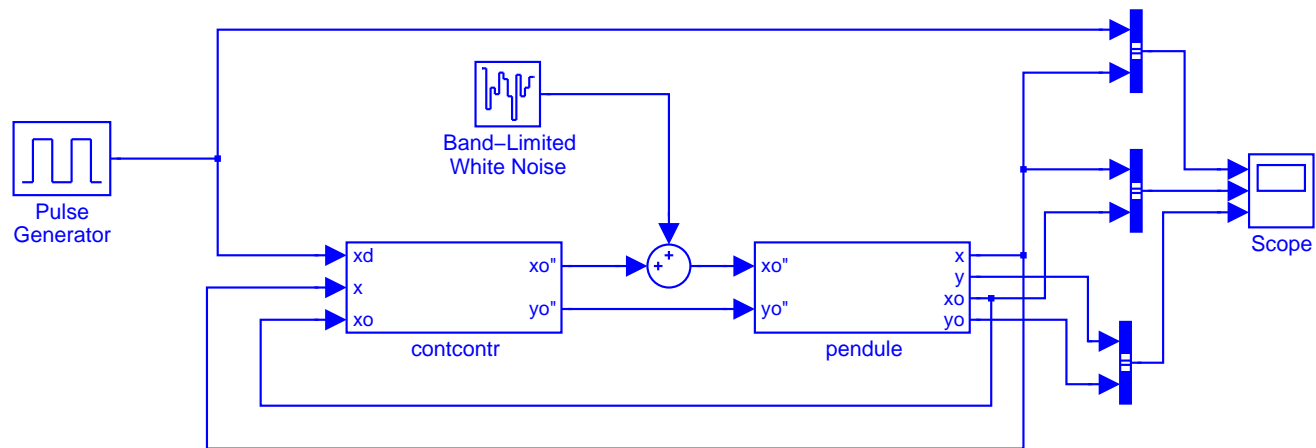 Band−Limited
White Noise
Pulse
Generator
Scope
xd
x
xo
xo"
yo"
contcontr
+
+
xo"
yo"
x
y
xo
yo
pendule